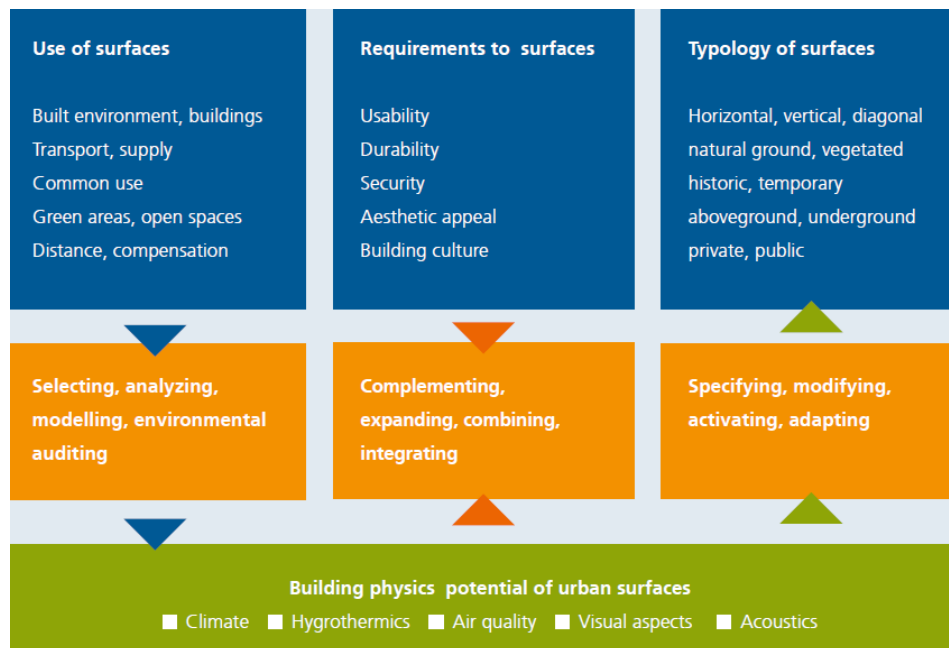 Use of surfaces
Built environment, buildings
Transport, supply
Common use
Green areas, open spaces
Distance, compensation
Requirements to surfaces
Usability
Durability
Security
Aesthetic appeal
Building culture
Typology of surfaces
Horizontal, vertical, diagonal
natural ground, vegetated
historic, temporary
aboveground, underground
private, public
Selecting, analyzing,
modelling, environmental
auditing
Complementing,
expanding, combining,
integrating
Specifying, modifying,
activating, adapting
Building physics potential of urban surfaces
Climate Hygrothermics Air quality Visual aspects Acoustics